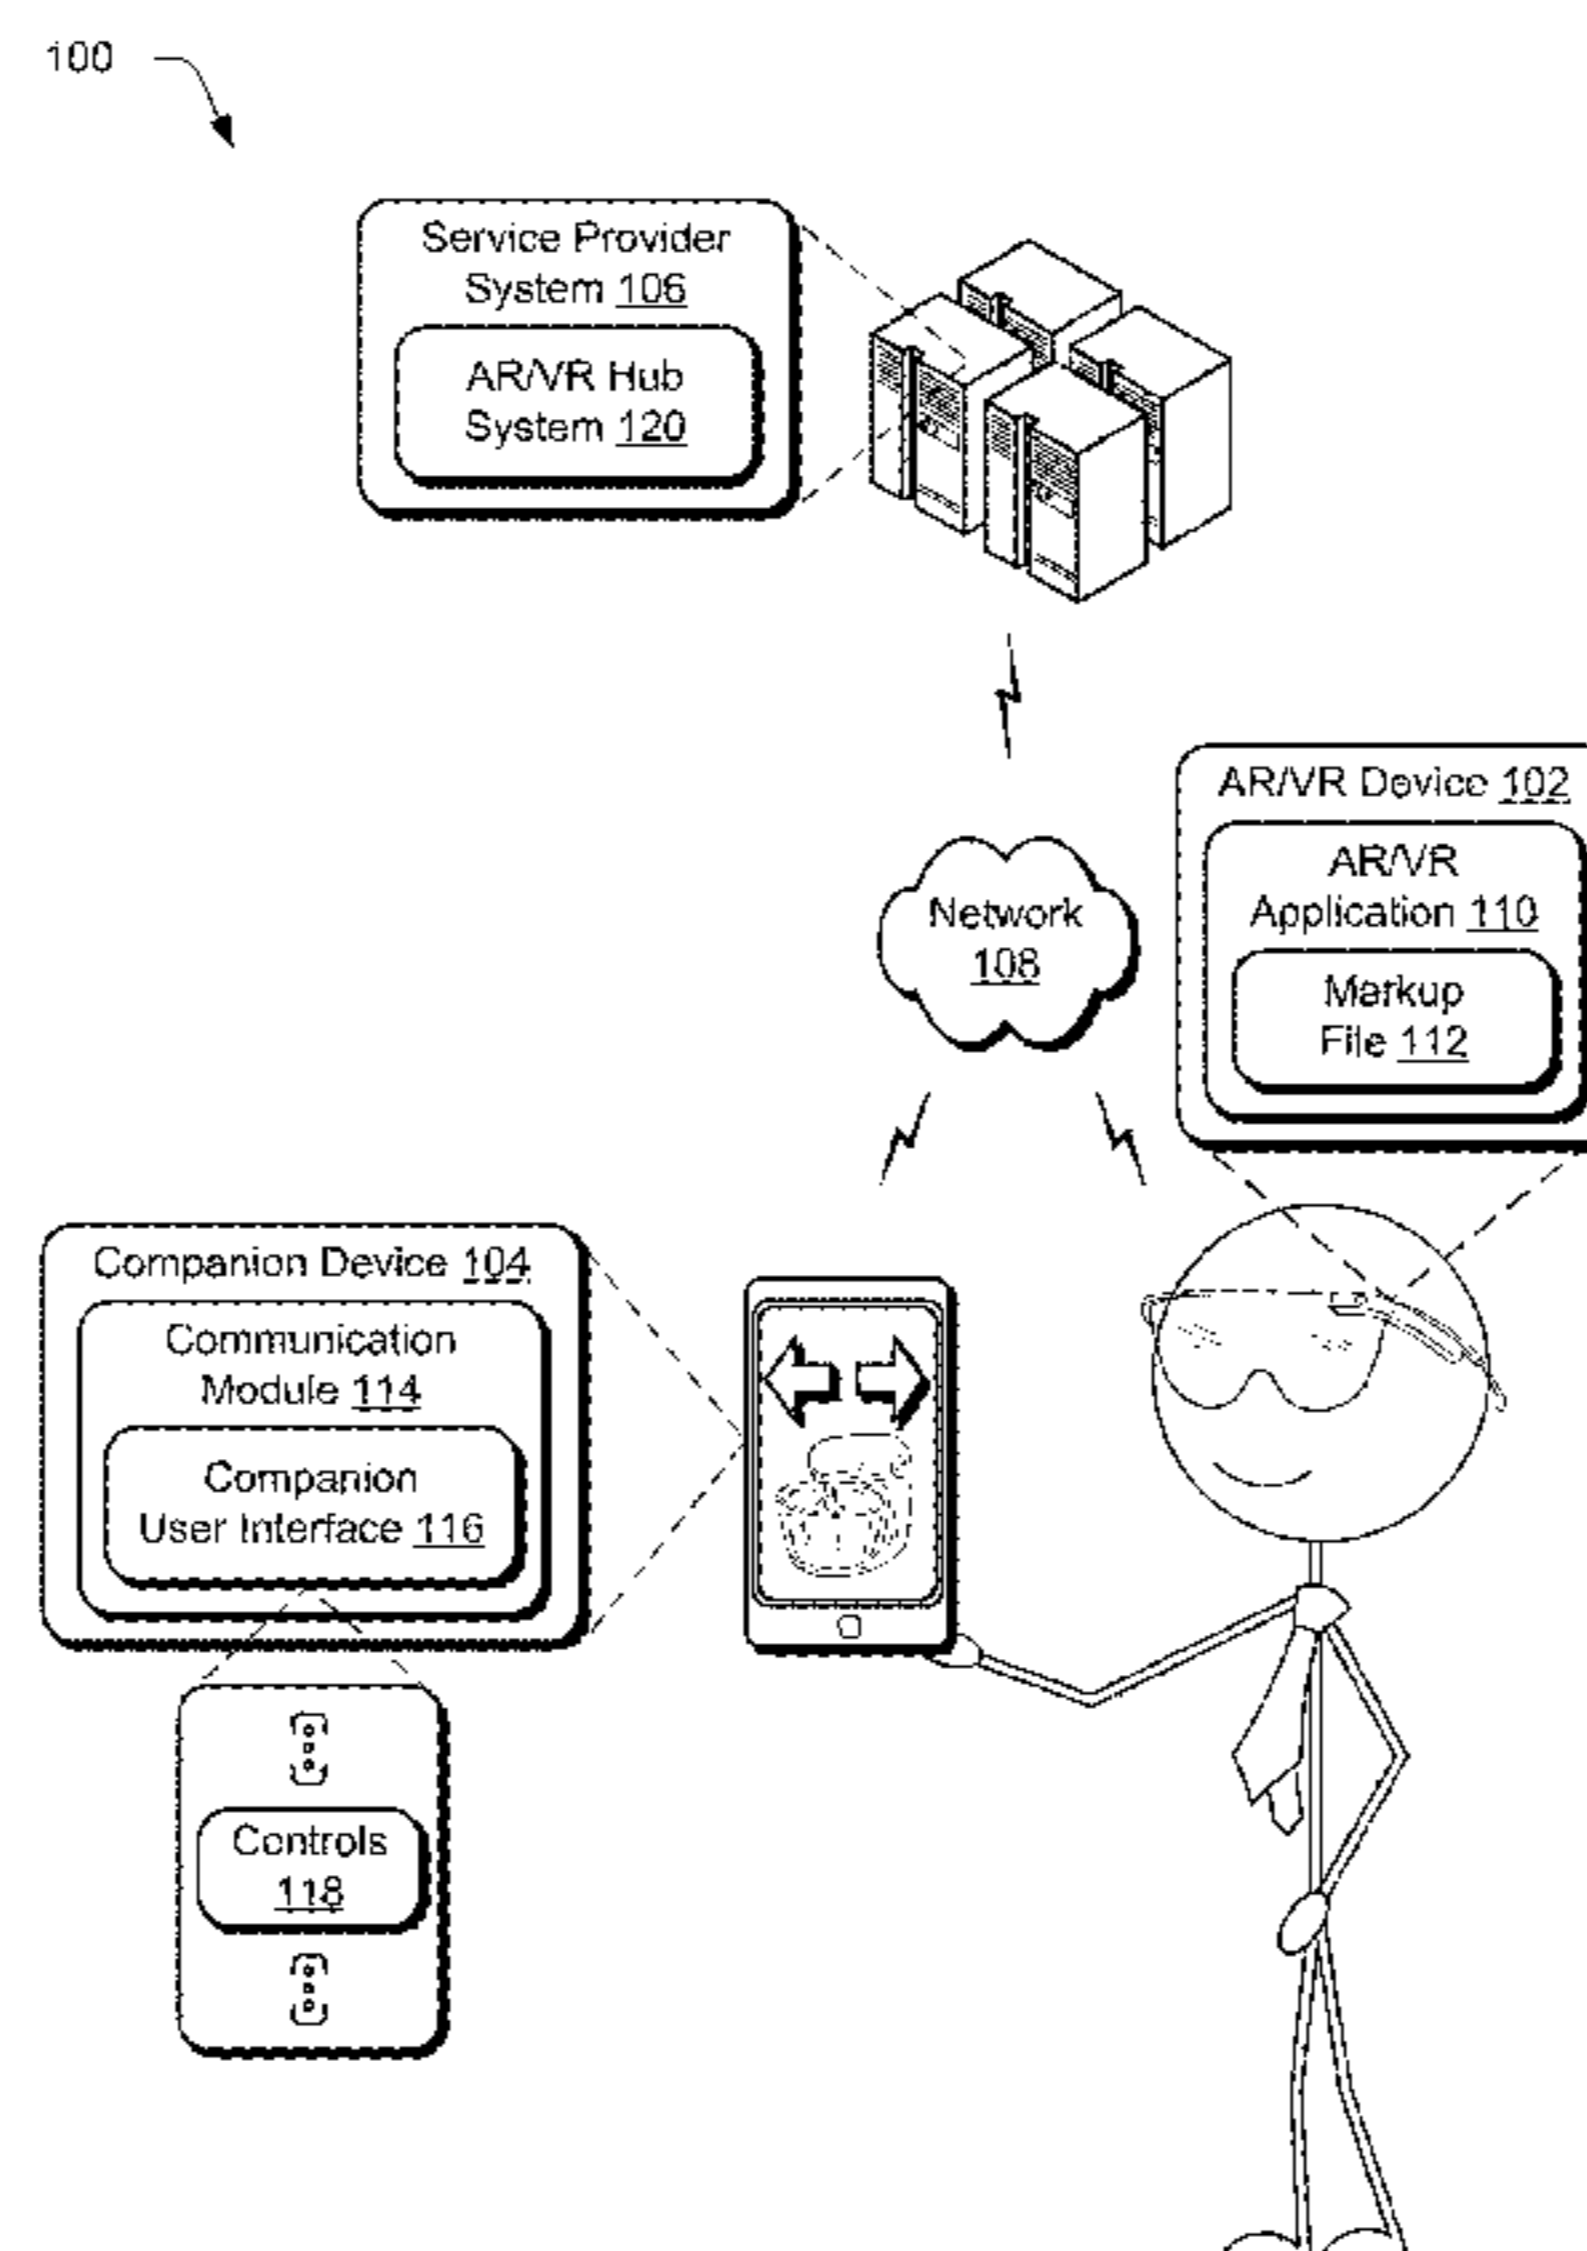 100
Service Provider
System 106
AR/VR Hub
System 120
AR/VR Device 102
AR/VR
Application 110
Markup
File 112
Network
108
Companion Device 104
Communication
Module 114
Companion
User Interface 116
Controls
118